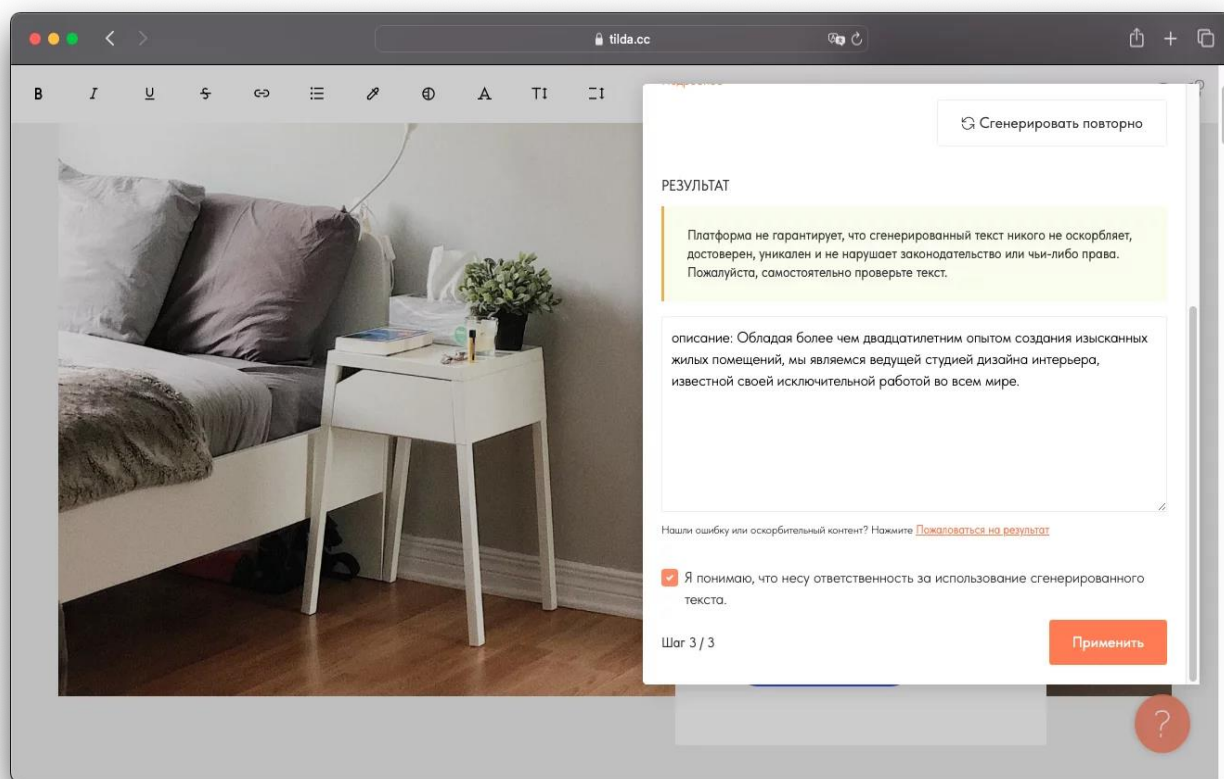 tilda.cc
B I U S A T
Сгенерировать повторно
РЕЗУЛЬТАТ
Платформа не гарантирует, что сгенерированный текст никого не оскорбляет,
достоверен, уникален и не нарушает законодательство или чьи-либо права.
Пожалуйста, самостоятельно проверьте текст.
описание: Обладая более чем двадцатилетним опытом создания изысканных
жилых помещений, мы являемся ведущей студией дизайна интерьера,
известной своей исключительной работой во всем мире.
Нашли ошибку или оскорбительный контент? Нажмите Пожаловаться на результат
Я понимаю, что несу ответственность за использование сгенерированного
текста.
Шаг 3 / 3
Применить
?